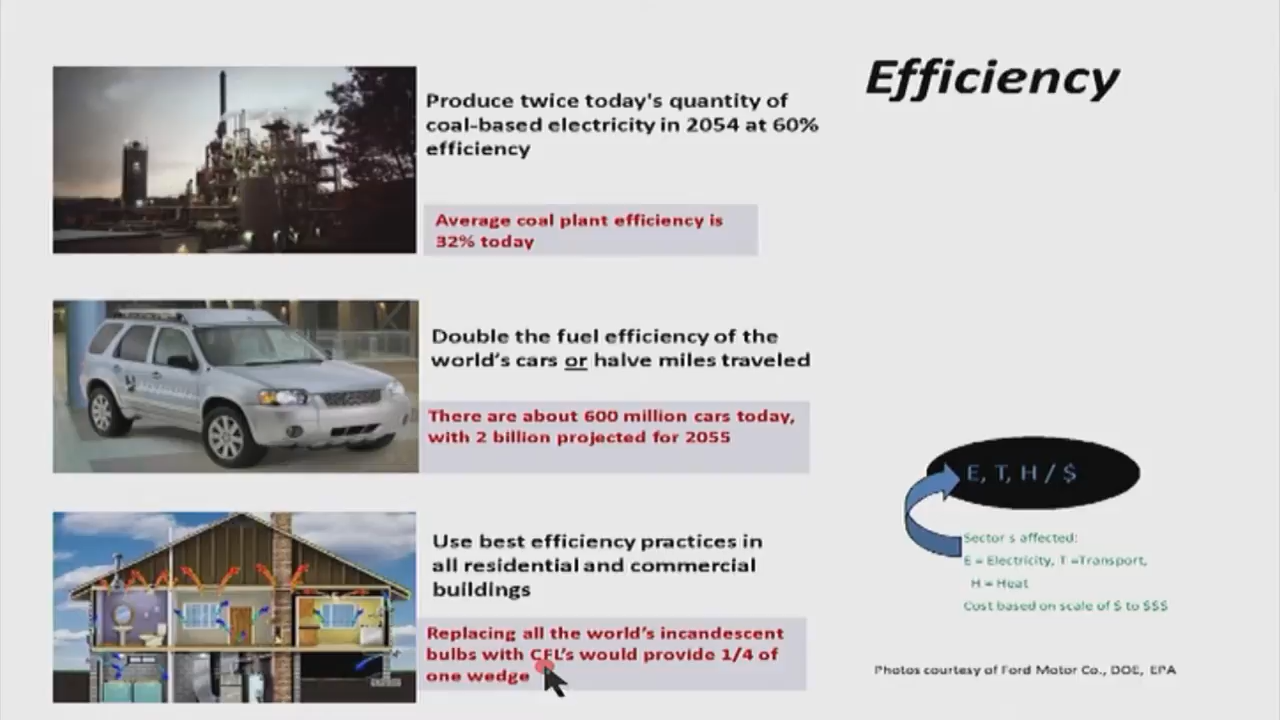 Efficiency
Produce twice today's quantity of
coal-based electricity in 2054 at 60%
efficiency
Average coal plant efficiency is
32% today
Double the fuel efficiency of the
world's cars or halve miles traveled
There are about 600 million cars today,
with 2 billion projected for 2055
Use best efficiency practices in
all residential and commercial
buildings
Replacing all the world's incandescent
bulbs with CFL's would provide 1/4 of
one wedge
E, T, H / $
Sector s affected:
E = Electricity, T =Transport,
H = Heat
Cost based on scale of $ to $$$
Photos courtesy of Ford Motor Co., DOE, EPA